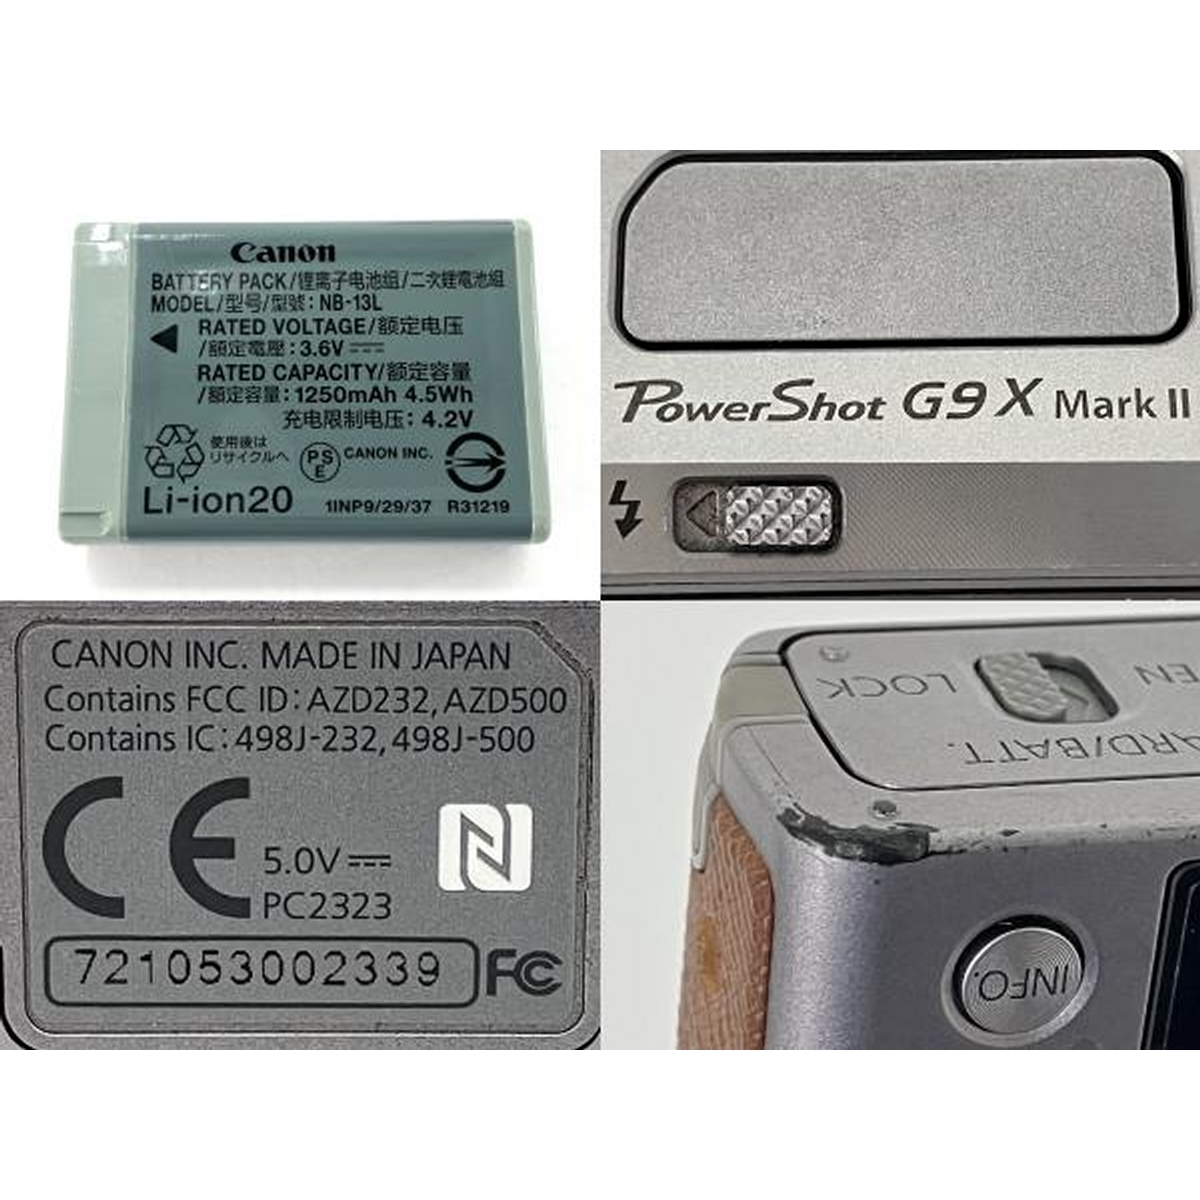 Canon
BATTERY PACK/锂离子电池组/二次鋰電池組
MODEL/型号/型號：NB-13L
RATED VOLTAGE/额定电压
/額定電壓：3.6V
RATED CAPACITY/额定容量
/額定容量：1250mAh 4.5Wh
充电限制电压：4.2V
使用後は
リサイクルへ
PS
E
CANON INC.
Li-ion20
1INP9/29/37 R31219
PowerShot G9 X Mark II
CANON INC. MADE IN JAPAN
Contains FCC ID: AZD232, AZD500
Contains IC: 498J-232, 498J-500
CE
5.0V
PC2323
N
721053002339
FC
LOCK
EN
ARD/BATT.
INFO.